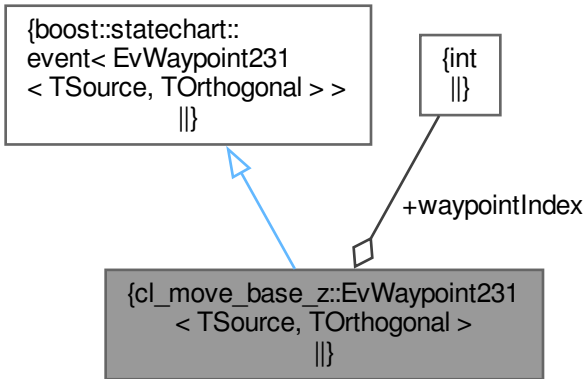 {boost::statechart::
event< EvWaypoint231
< TSource, TOrthogonal > >
||}
{int
||}
+waypointIndex
{cl_move_base_z::EvWaypoint231
< TSource, TOrthogonal >
||}